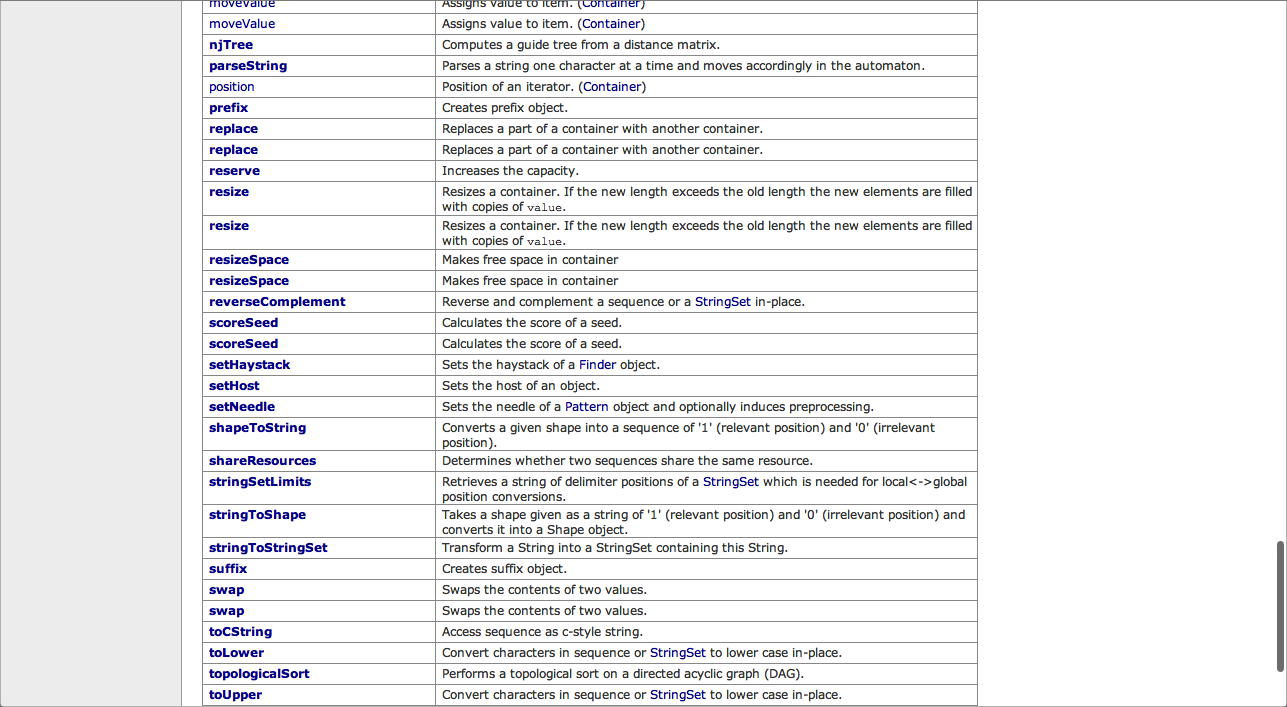 moveValue Assigns value to item. (Container)
moveValue Assigns value to item. (Container)
njTree Computes a guide tree from a distance matrix.
parseString Parses a string one character at a time and moves accordingly in the automaton.
position Position of an iterator. (Container)
prefix Creates prefix object.
replace Replaces a part of a container with another container.
replace Replaces a part of a container with another container.
reserve Increases the capacity.
resize Resizes a container. If the new length exceeds the old length the new elements are filled
with copies of value.
resize Resizes a container. If the new length exceeds the old length the new elements are filled
with copies of value.
resizeSpace Makes free space in container
resizeSpace Makes free space in container
reverseComplement Reverse and complement a sequence or a StringSet in-place.
scoreSeed Calculates the score of a seed.
scoreSeed Calculates the score of a seed.
setHaystack Sets the haystack of a Finder object.
setHost Sets the host of an object.
setNeedle Sets the needle of a Pattern object and optionally induces preprocessing.
shapeToString Converts a given shape into a sequence of '1' (relevant position) and '0' (irrelevant
position).
shareResources Determines whether two sequences share the same resource.
stringSetLimits Retrieves a string of delimiter positions of a StringSet which is needed for local<->global
position conversions.
stringToShape Takes a shape given as a string of '1' (relevant position) and '0' (irrelevant position) and
converts it into a Shape object.
stringToStringSet Transform a String into a StringSet containing this String.
suffix Creates suffix object.
swap Swaps the contents of two values.
swap Swaps the contents of two values.
toCString Access sequence as c-style string.
toLower Convert characters in sequence or StringSet to lower case in-place.
topologicalSort Performs a topological sort on a directed acyclic graph (DAG).
toUpper Convert characters in sequence or StringSet to lower case in-place.